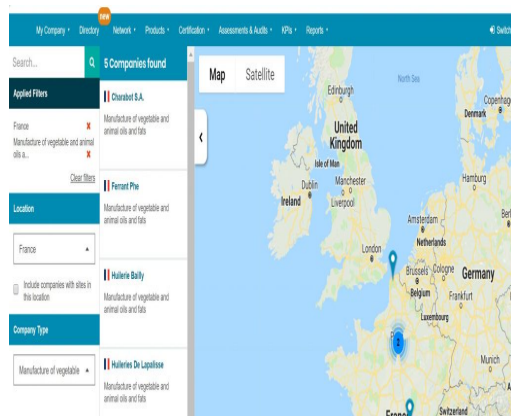 new
My Company
Directory
Network
Products
Certification
Assessments & Audits
KPIs
Reports
Switch
Search...
5 Companies found
Applied Filters
France
Manufacture of vegetable and animal
oils a...
Clear filters
Location
France
Include companies with sites in
this location
Company Type
Manufacture of vegetable
Charabot S.A.
Manufacture of vegetable and
animal oils and fats
Ferrant Phe
Manufacture of vegetable and
animal oils and fats
Huilerie Bailly
Manufacture of vegetable and
animal oils and fats
Huileries De Lapalisse
Manufacture of vegetable and
animal oils and fats
Map
Satellite
North Sea
Edinburgh
Copenhag
Denmark
United
Kingdom
Isle of Man
Hamburg
Dublin
Manchester
Ireland
Liverpool
Amsterdam
Ber
Netherlands
London
Brussels
Cologne
Germany
Belgium
Frankfurt
Luxembourg
P
2
Munich
A
France
Switzerland